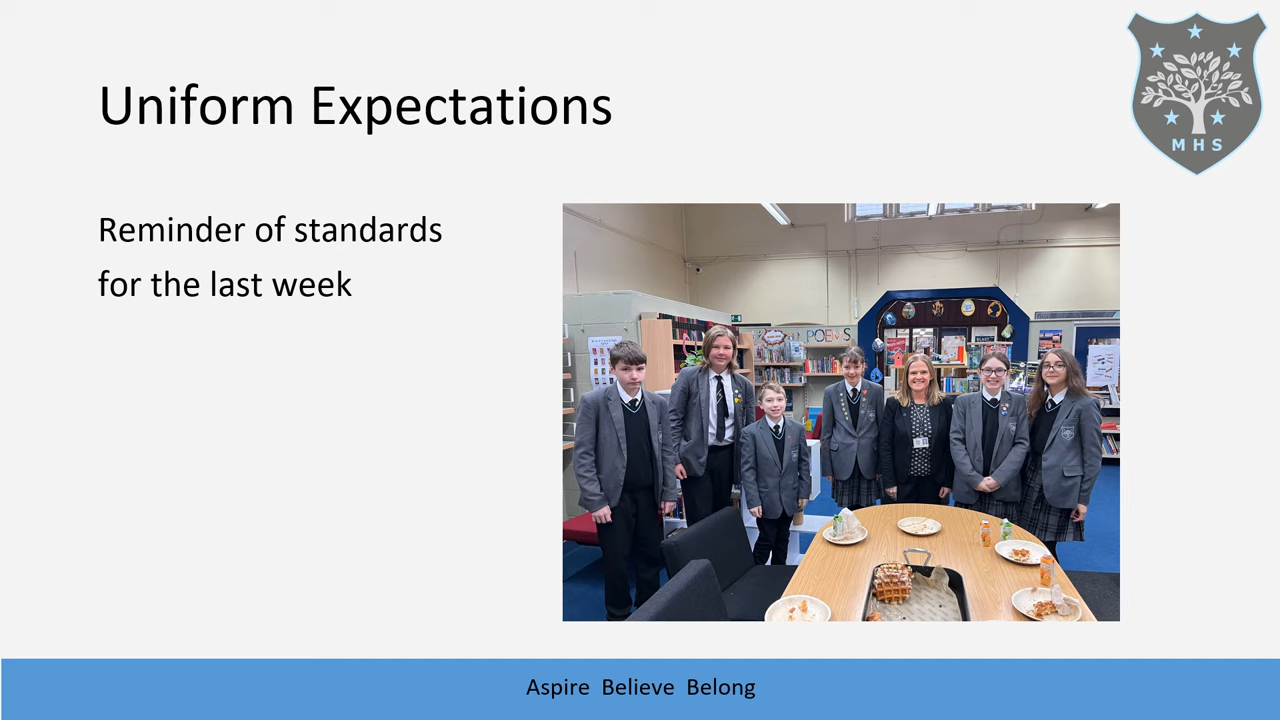 Uniform Expectations
MHS
Reminder of standards
for the last week
POEMS
Aspire Believe Belong